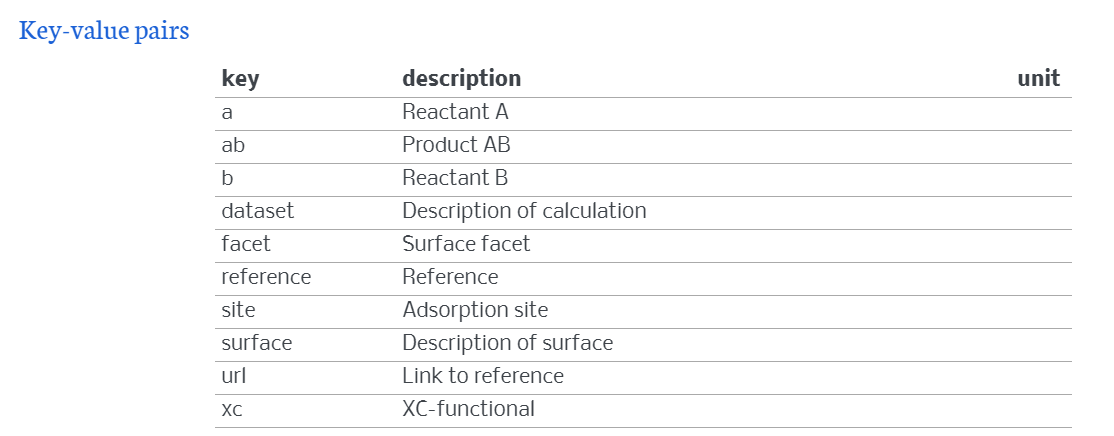 Key-value pairs
key description unit
a Reactant A
ab Product AB
b Reactant B
dataset Description of calculation
facet Surface facet
reference Reference
site Adsorption site
surface Description of surface
url Link to reference
xc XC-functional